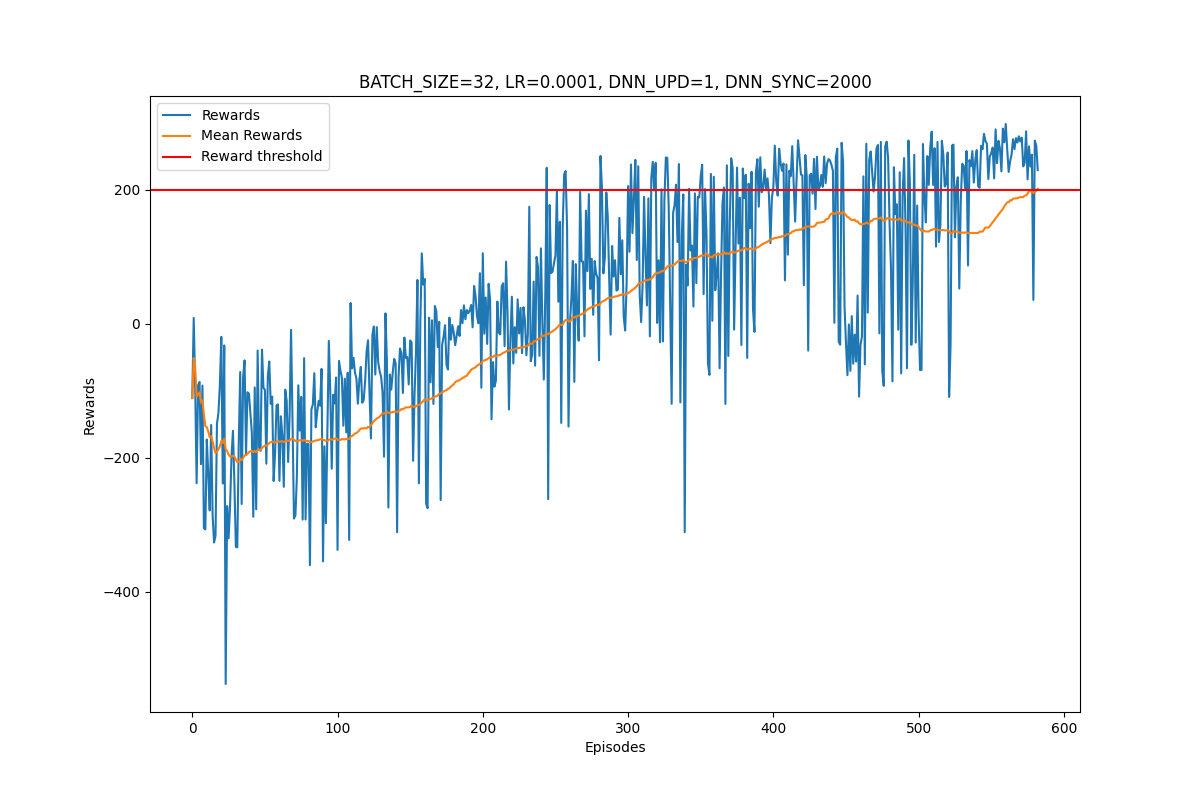 BATCH_SIZE=32, LR=0.0001, DNN_UPD=1, DNN_SYNC=2000
Rewards
Mean Rewards
Reward threshold
200
0
−200
−400
Rewards
0 100 200 300 400 500 600
Episodes